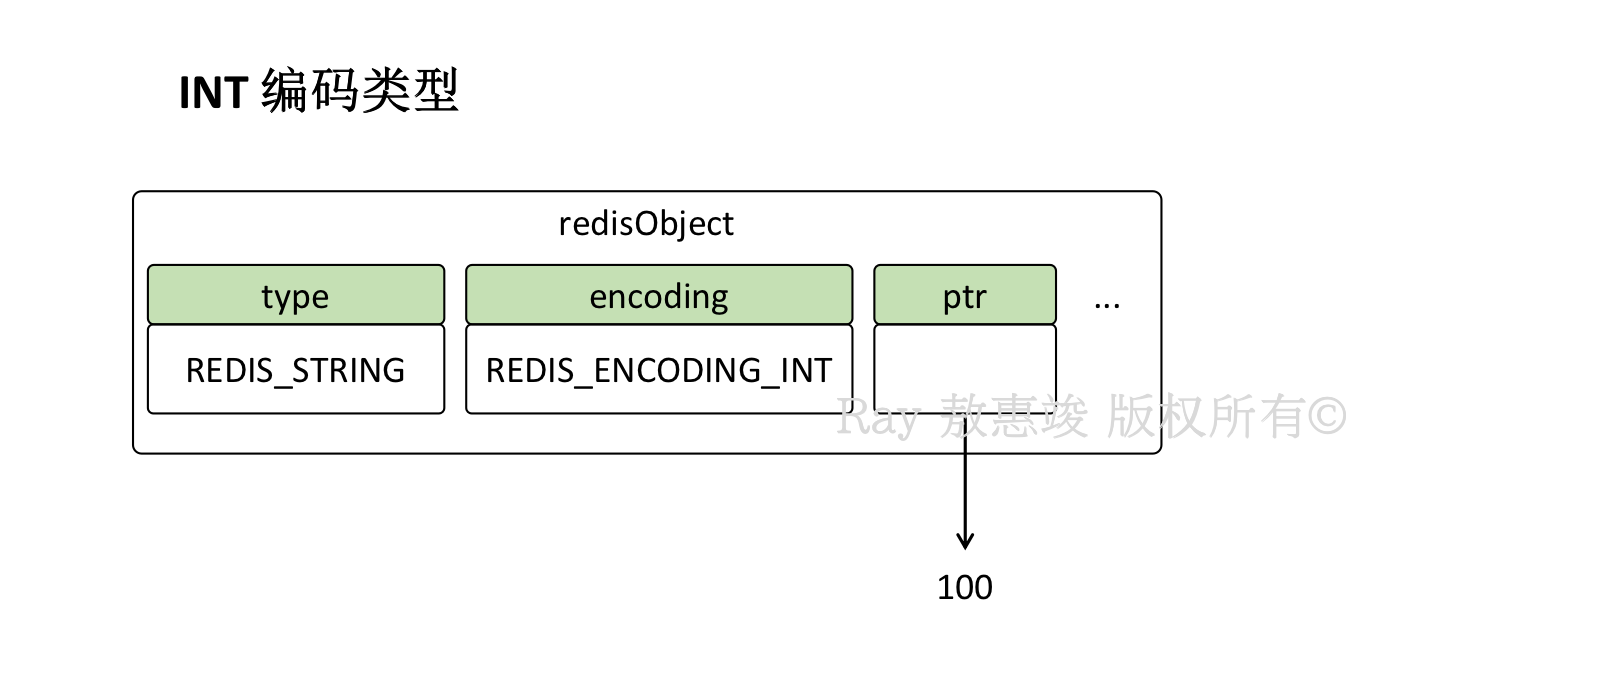 INT 编码类型
redisObject
type encoding ptr ...
REDIS_STRING REDIS_ENCODING_INT
Ray 敖惠竣 版权所有©
100